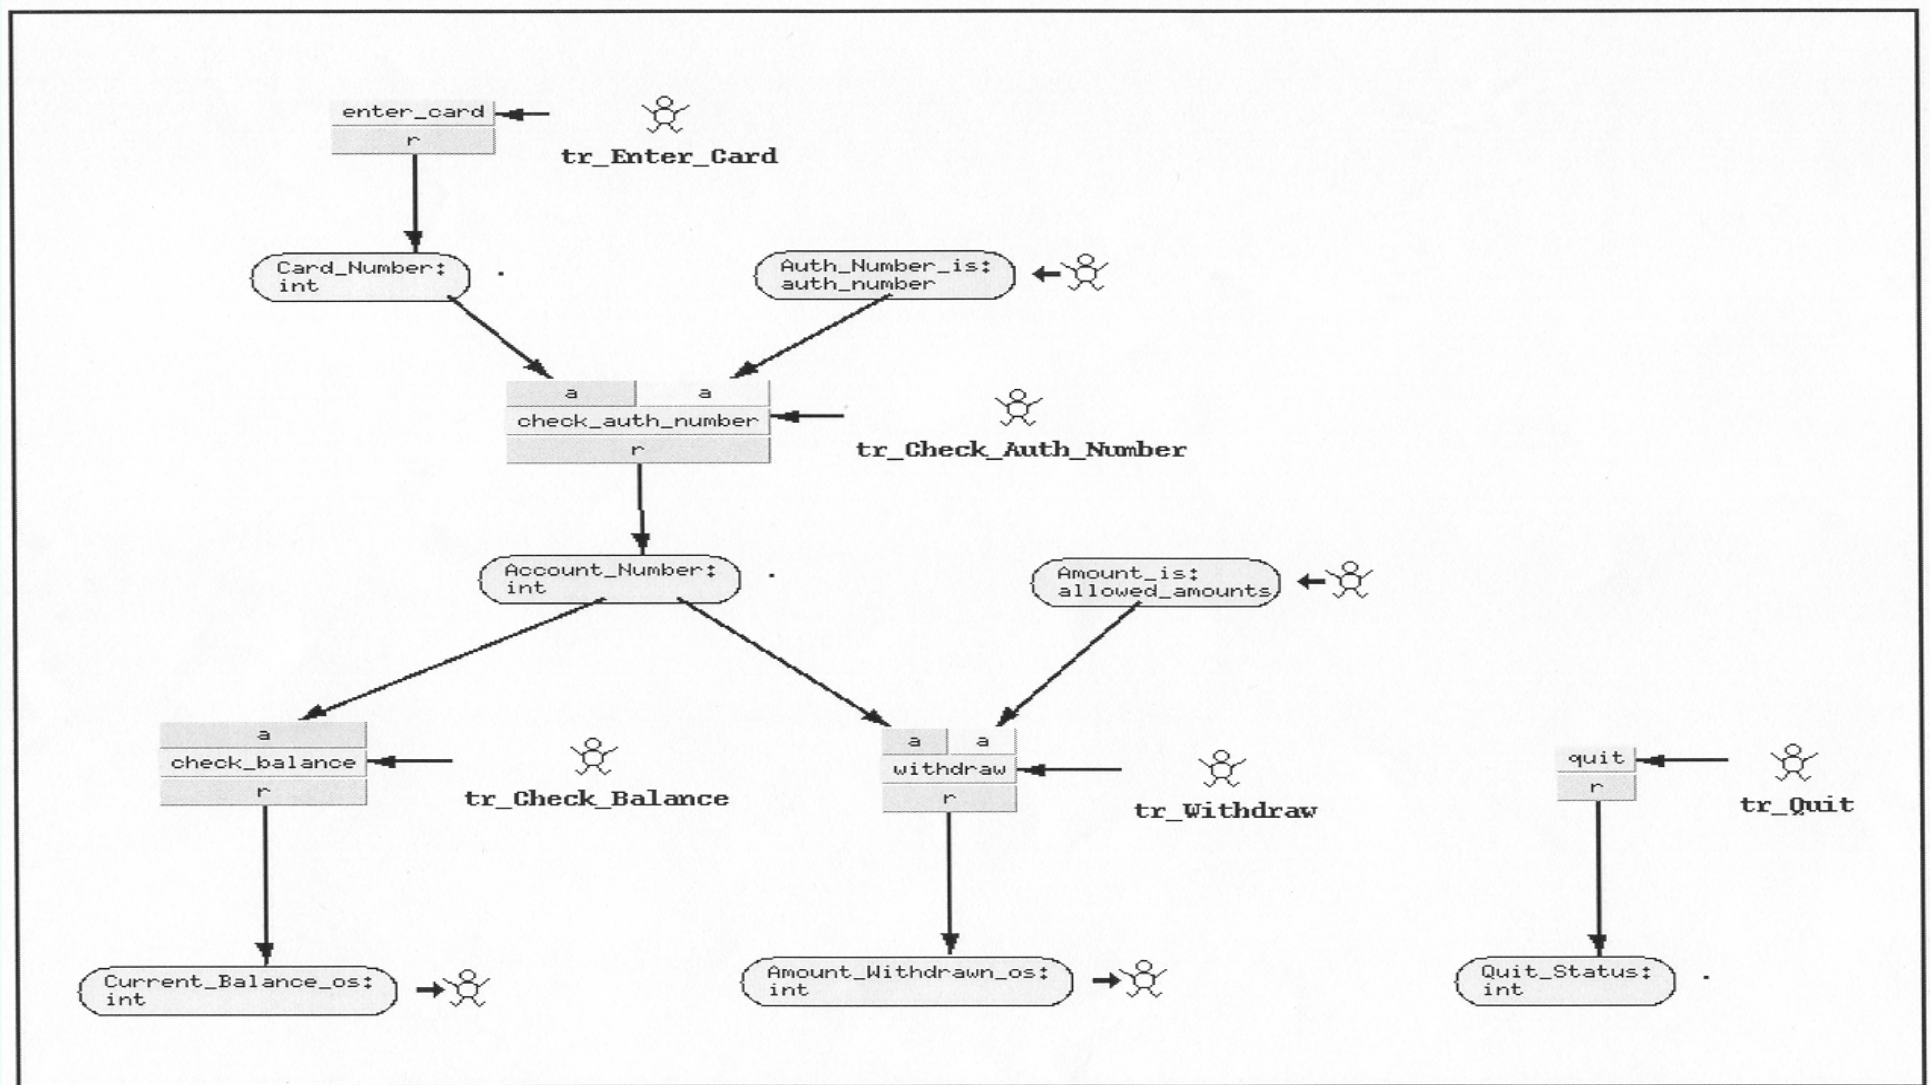 enter_card
r
tr_Enter_Card
Card_Number:
int
Auth_Number_is:
auth_number
a a
check_auth_number
r
tr_Check_Auth_Number
Account_Number:
int
Amount_is:
allowed_amounts
a
check_balance
r
tr_Check_Balance
a a
withdraw
r
tr_Withdraw
quit
r
tr_Quit
Current_Balance_os:
int
Amount_Withdrawn_os:
int
Quit_Status:
int